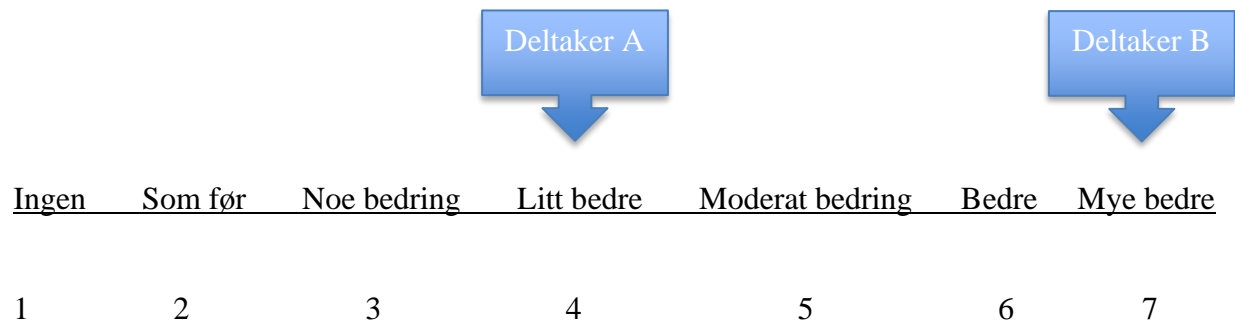 Deltaker A Deltaker B
Ingen Som før Noe bedring Litt bedre Moderat bedring Bedre Mye bedre
1 2 3 4 5 6 7